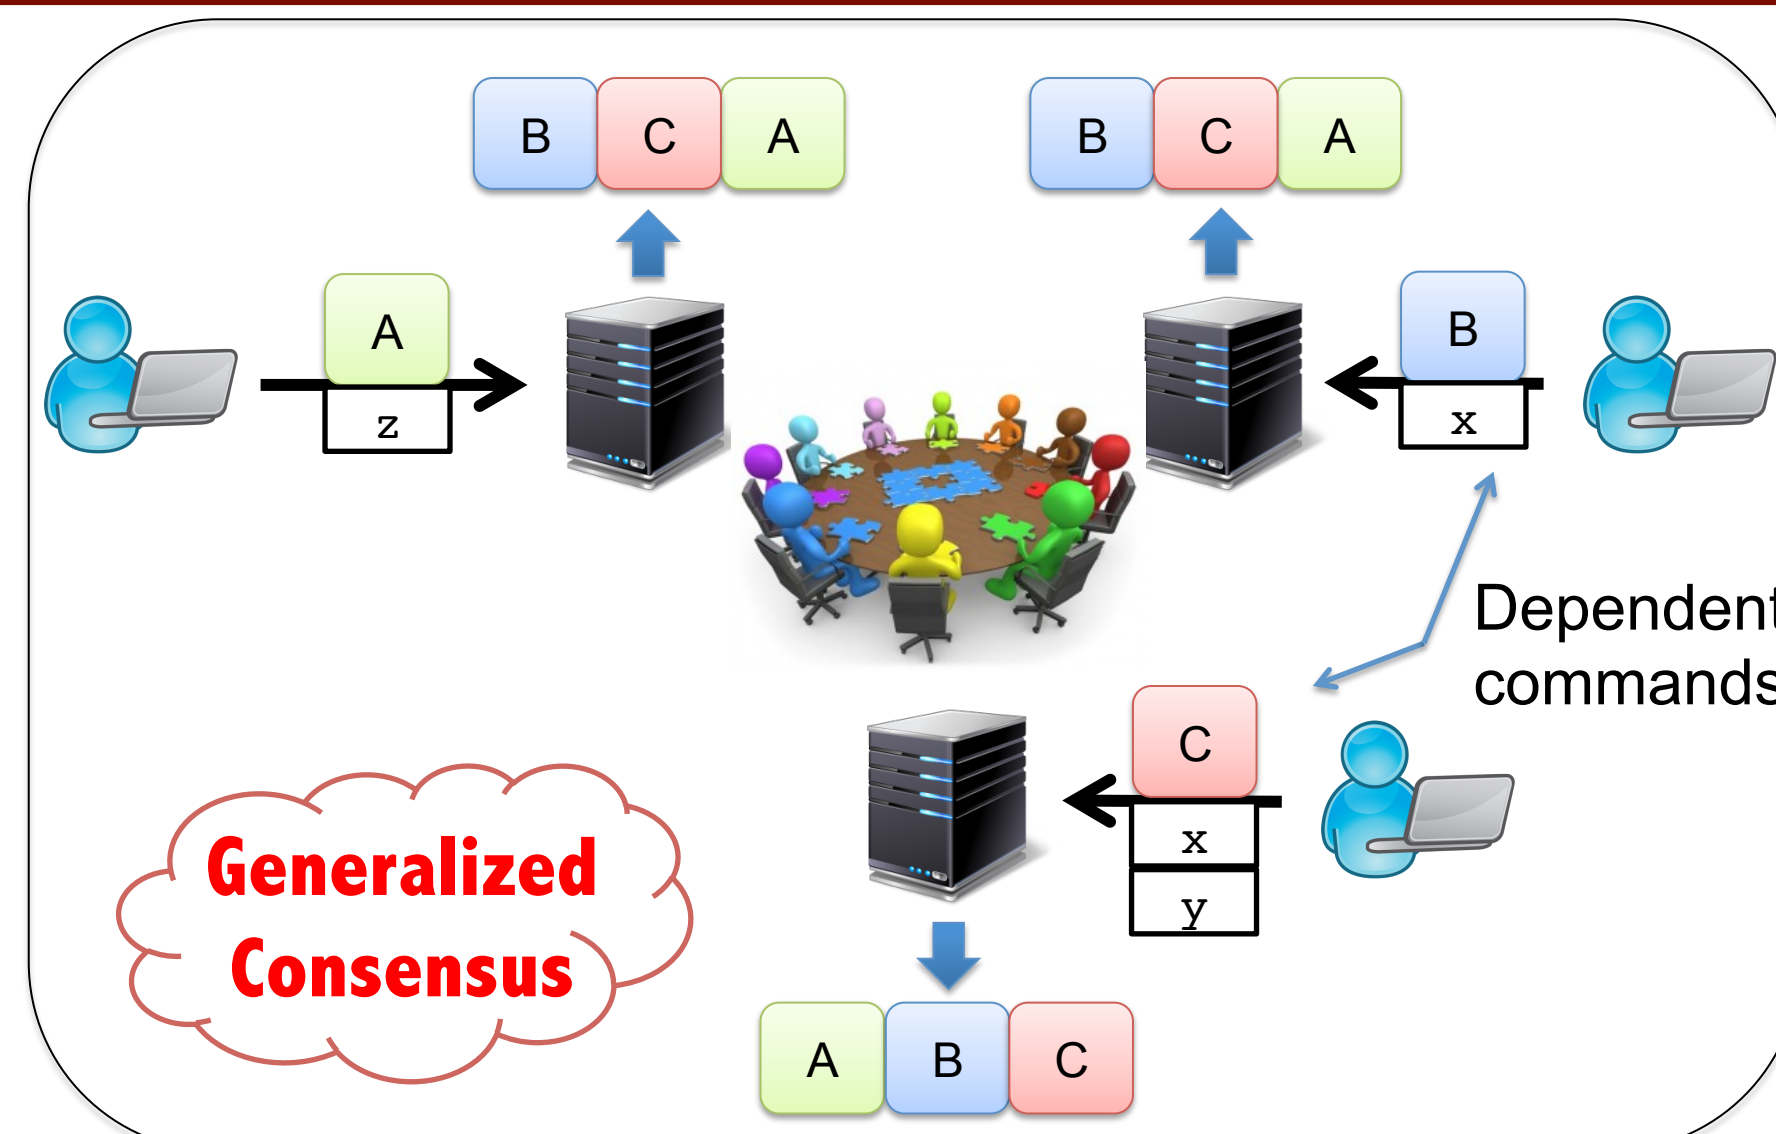 B C A
B C A
A
z
B
x
Dependent
commands
C
x
y
Generalized
Consensus
A B C